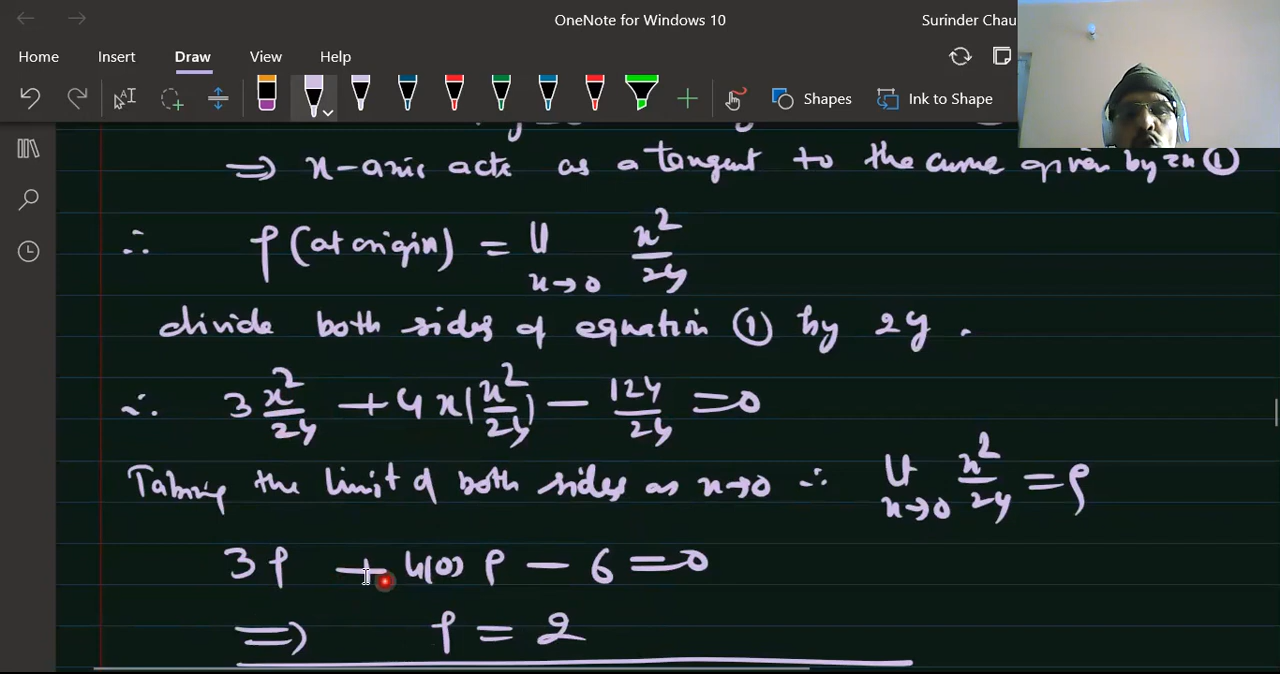 OneNote for Windows 10
Surinder Chau
Home Insert Draw View Help
Shapes Ink to Shape
⇒ x-axis acts as a tangent to the curve given by ①
∴ ρ (at origin) = lt x→0 x²/2y
divide both sides of equation ① by 2y.
∴ 3 x²/2y + 4x(x²/2y) − 12y/2y = 0
Taking the limit of both sides as x→0 ∴ lt x→0 x²/2y = ρ
3ρ + 4(0) ρ − 6 = 0
⇒ ρ = 2